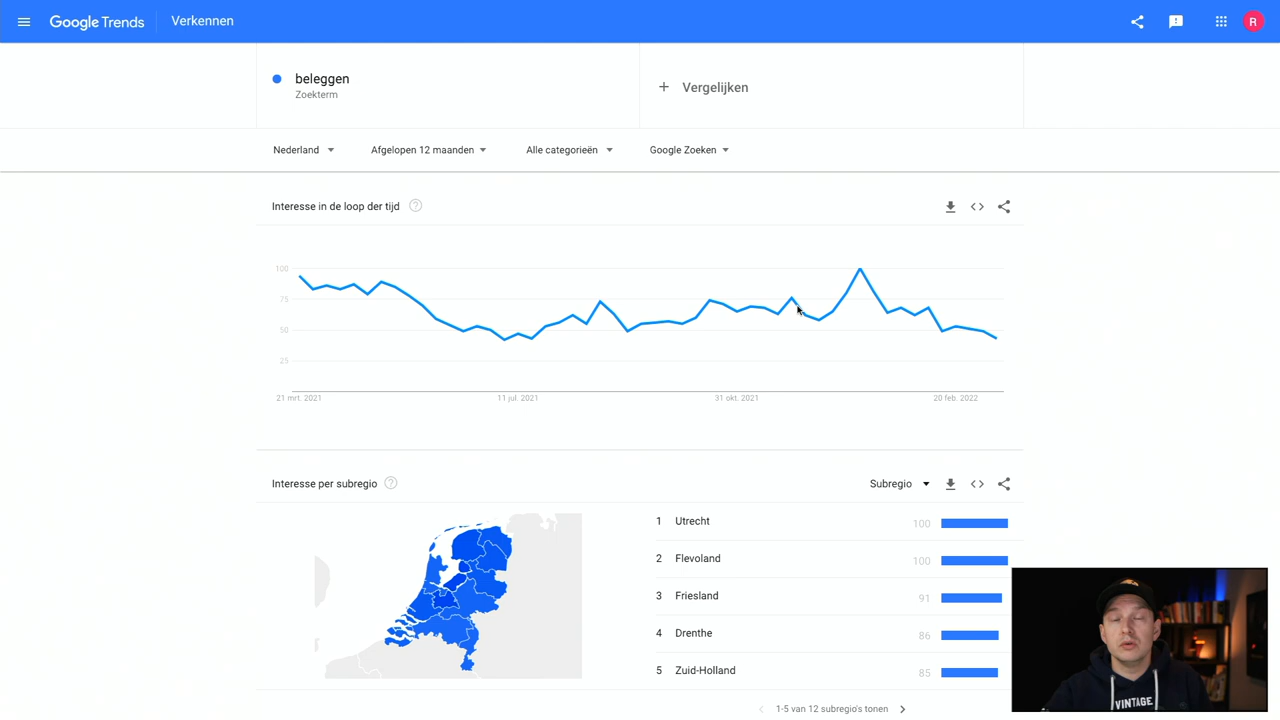 Google Trends
Verkennen
R
beleggen
Zoekterm
+ Vergelijken
Nederland
Afgelopen 12 maanden
Alle categorieën
Google Zoeken
Interesse in de loop der tijd
100
75
50
25
21 mrt. 2021
11 jul. 2021
31 okt. 2021
20 feb. 2022
Interesse per subregio
Subregio
1 Utrecht 100
2 Flevoland 100
3 Friesland 91
4 Drenthe 86
5 Zuid-Holland 85
1-5 van 12 subregio's tonen
VINTAGE